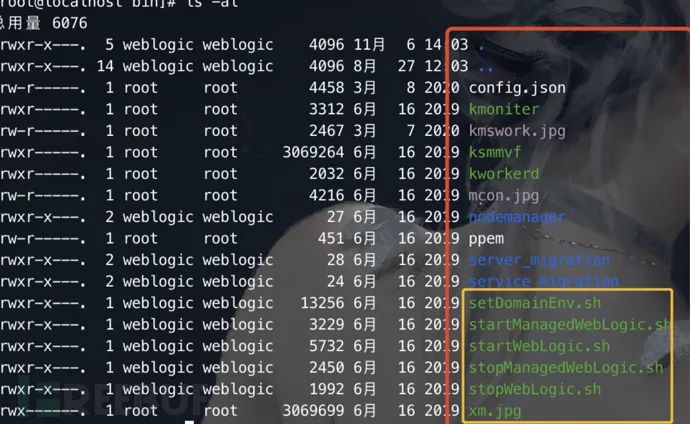 root@localhost bin]# ls -al
总用量 6076
rwxr-x---. 5 weblogic weblogic 4096 11月 6 14:03 .
rwxr-x---. 14 weblogic weblogic 4096 8月 27 12:03 ..
rw-r-----. 1 root root 4458 3月 8 2020 config.json
rwxr-----. 1 root root 3312 6月 16 2019 kmoniter
rw-r-----. 1 root root 2467 3月 7 2020 kmswork.jpg
rwxr-----. 1 root root 3069264 6月 16 2019 ksmmvf
rwxr-----. 1 root root 2032 6月 16 2019 kworkerd
rw-r-----. 1 root root 4216 6月 16 2019 mcon.jpg
rwxr-x---. 2 weblogic weblogic 27 6月 16 2019 nodemanager
rw-r-----. 1 root root 451 6月 16 2019 ppem
rwxr-x---. 2 weblogic weblogic 28 6月 16 2019 server_migration
rwxr-x---. 2 weblogic weblogic 24 6月 16 2019 service_migration
rwxr-x---. 1 weblogic weblogic 13256 6月 16 2019 setDomainEnv.sh
rwxr-x---. 1 weblogic weblogic 3229 6月 16 2019 startManagedWebLogic.sh
rwxr-x---. 1 weblogic weblogic 5732 6月 16 2019 startWebLogic.sh
rwxr-x---. 1 weblogic weblogic 2450 6月 16 2019 stopManagedWebLogic.sh
rwxr-x---. 1 weblogic weblogic 1992 6月 16 2019 stopWebLogic.sh
rwx------. 1 root root 3069699 6月 16 2019 xm.jpg